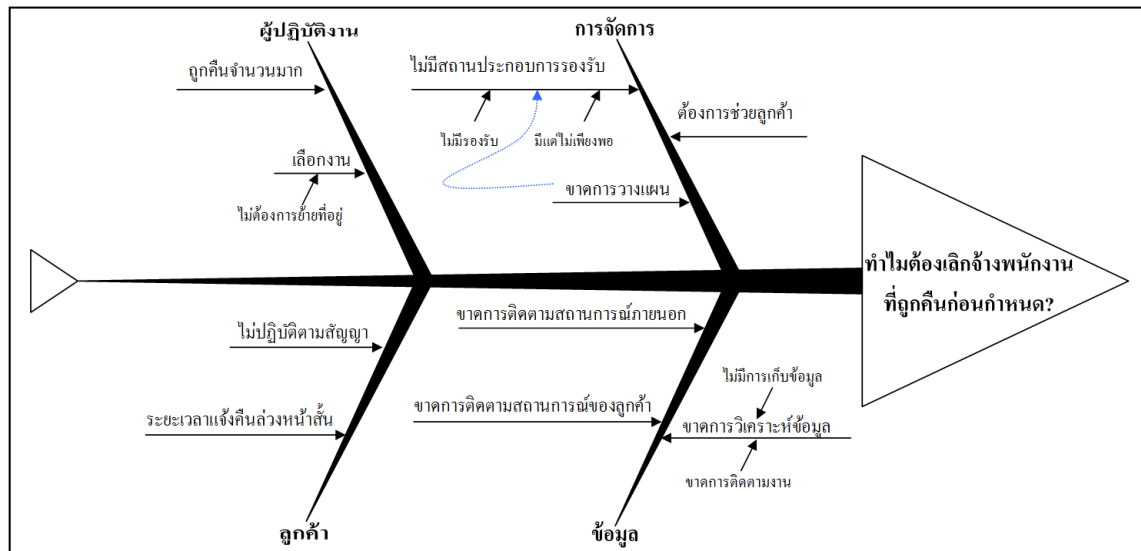 ผู้ปฏิบัติงาน
การจัดการ
ถูกคืนจำนวนมาก
ไม่มีสถานประกอบการรองรับ
ต้องการช่วยลูกค้า
ไม่มีรองรับ
มีแต่ไม่เพียงพอ
เลือกงาน
ขาดการวางแผน
ไม่ต้องการย้ายที่อยู่
ทำไมต้องเลิกจ้างพนักงาน
ที่ถูกคืนก่อนกำหนด?
ขาดการติดตามสถานการณ์ภายนอก
ไม่ปฏิบัติตามสัญญา
ไม่มีการเก็บข้อมูล
ระยะเวลาแจ้งคืนล่วงหน้าสั้น
ขาดการติดตามสถานการณ์ของลูกค้า
ขาดการวิเคราะห์ข้อมูล
ขาดการติดตามงาน
ลูกค้า
ข้อมูล